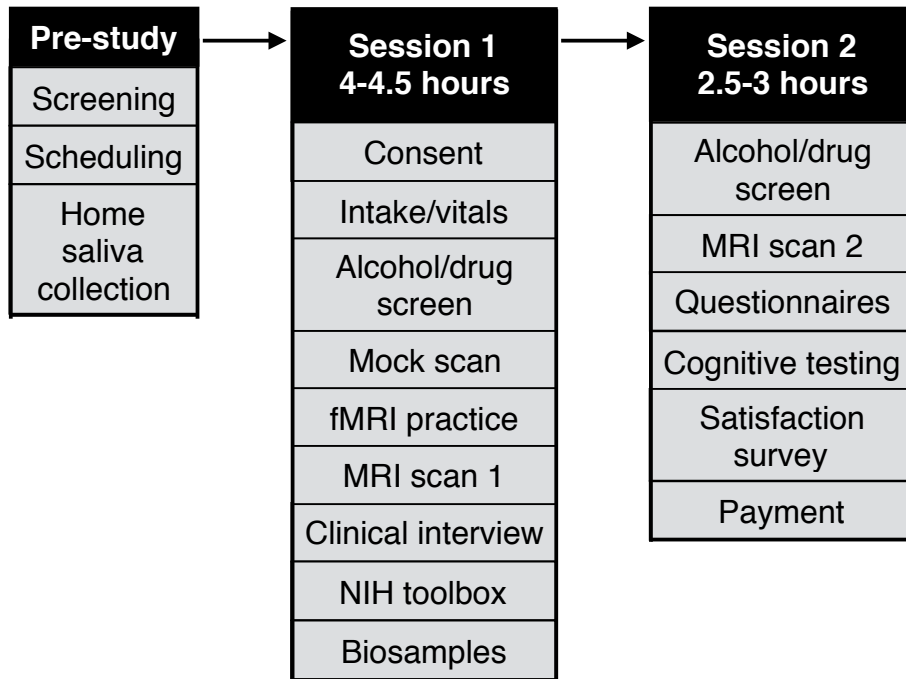 Pre-study
Screening
Scheduling
Home
saliva
collection
Session 1
4-4.5 hours
Consent
Intake/vitals
Alcohol/drug
screen
Mock scan
fMRI practice
MRI scan 1
Clinical interview
NIH toolbox
Biosamples
Session 2
2.5-3 hours
Alcohol/drug
screen
MRI scan 2
Questionnaires
Cognitive testing
Satisfaction
survey
Payment